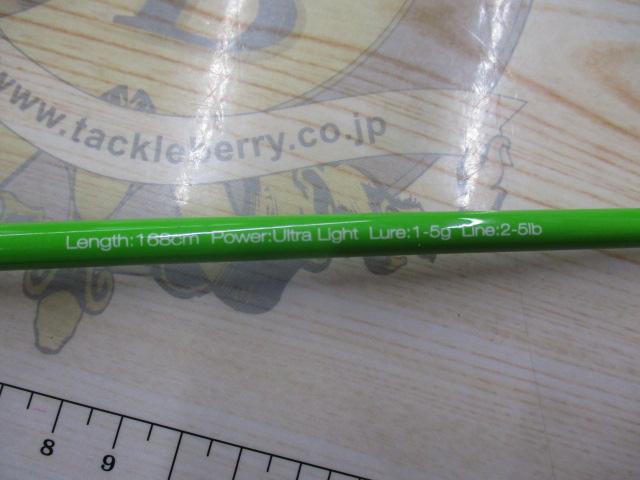 www.tackleberry.co.jp
Length:168cm Power:Ultra Light Lure:1-5g Line:2-5lb
8 9